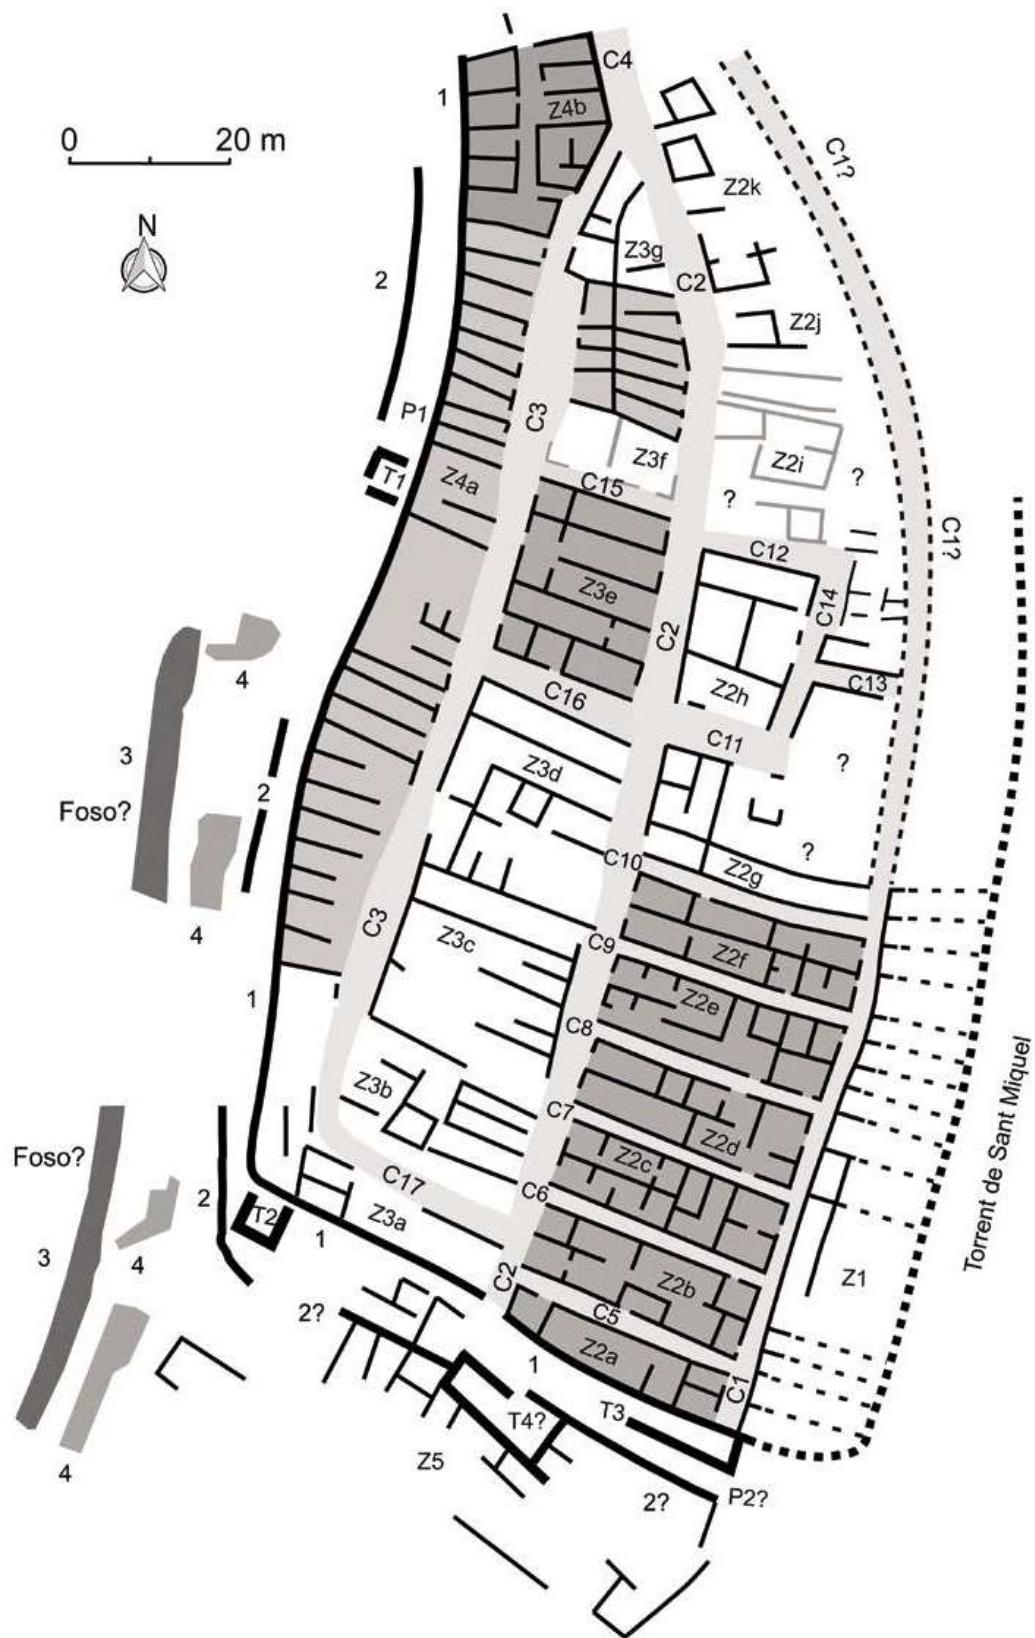 C4
1
Z4b
0 20 m
C1?
Z2k
N
Z3g
2
C2
Z2j
P1
C3
Z3f
Z2i
?
T1
Z4a
C15
?
C1?
C12
Z3e
C14
C2
4
Z2h
C13
C16
3
C11
?
Z3d
2
Foso?
?
C10
Z2g
C3
4
Z3c
C9
Z2f
1
Z2e
C8
Torrent de Sant Miquel
Z3b
C7
Z2d
Foso?
Z2c
C17
C6
2
T2
Z3a
1
3
4
C2
Z2b
Z1
2?
C5
1
Z2a
C1
T4?
T3
Z5
4
2?
P2?